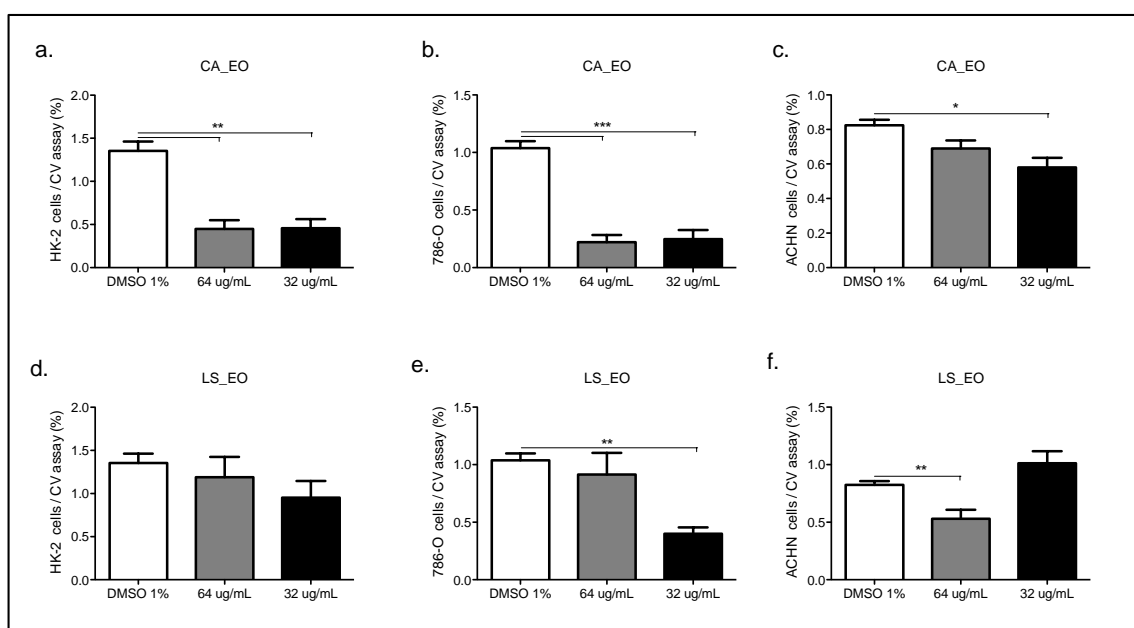 a.
CA_EO
HK-2 cells / CV assay (%)
2.0
1.5
1.0
0.5
0.0
**
DMSO 1% 64 ug/mL 32 ug/mL
b.
CA_EO
786-O cells / CV assay (%)
1.5
1.0
0.5
0.0
***
DMSO 1% 64 ug/mL 32 ug/mL
c.
CA_EO
ACHN cells / CV assay (%)
1.0
0.8
0.6
0.4
0.2
0.0
*
DMSO 1% 64 ug/mL 32 ug/mL
d.
LS_EO
HK-2 cells / CV assay (%)
2.0
1.5
1.0
0.5
0.0
DMSO 1% 64 ug/mL 32 ug/mL
e.
LS_EO
786-O cells / CV assay (%)
1.5
1.0
0.5
0.0
**
DMSO 1% 64 ug/mL 32 ug/mL
f.
LS_EO
ACHN cells / CV assay (%)
1.5
1.0
0.5
0.0
**
DMSO 1% 64 ug/mL 32 ug/mL